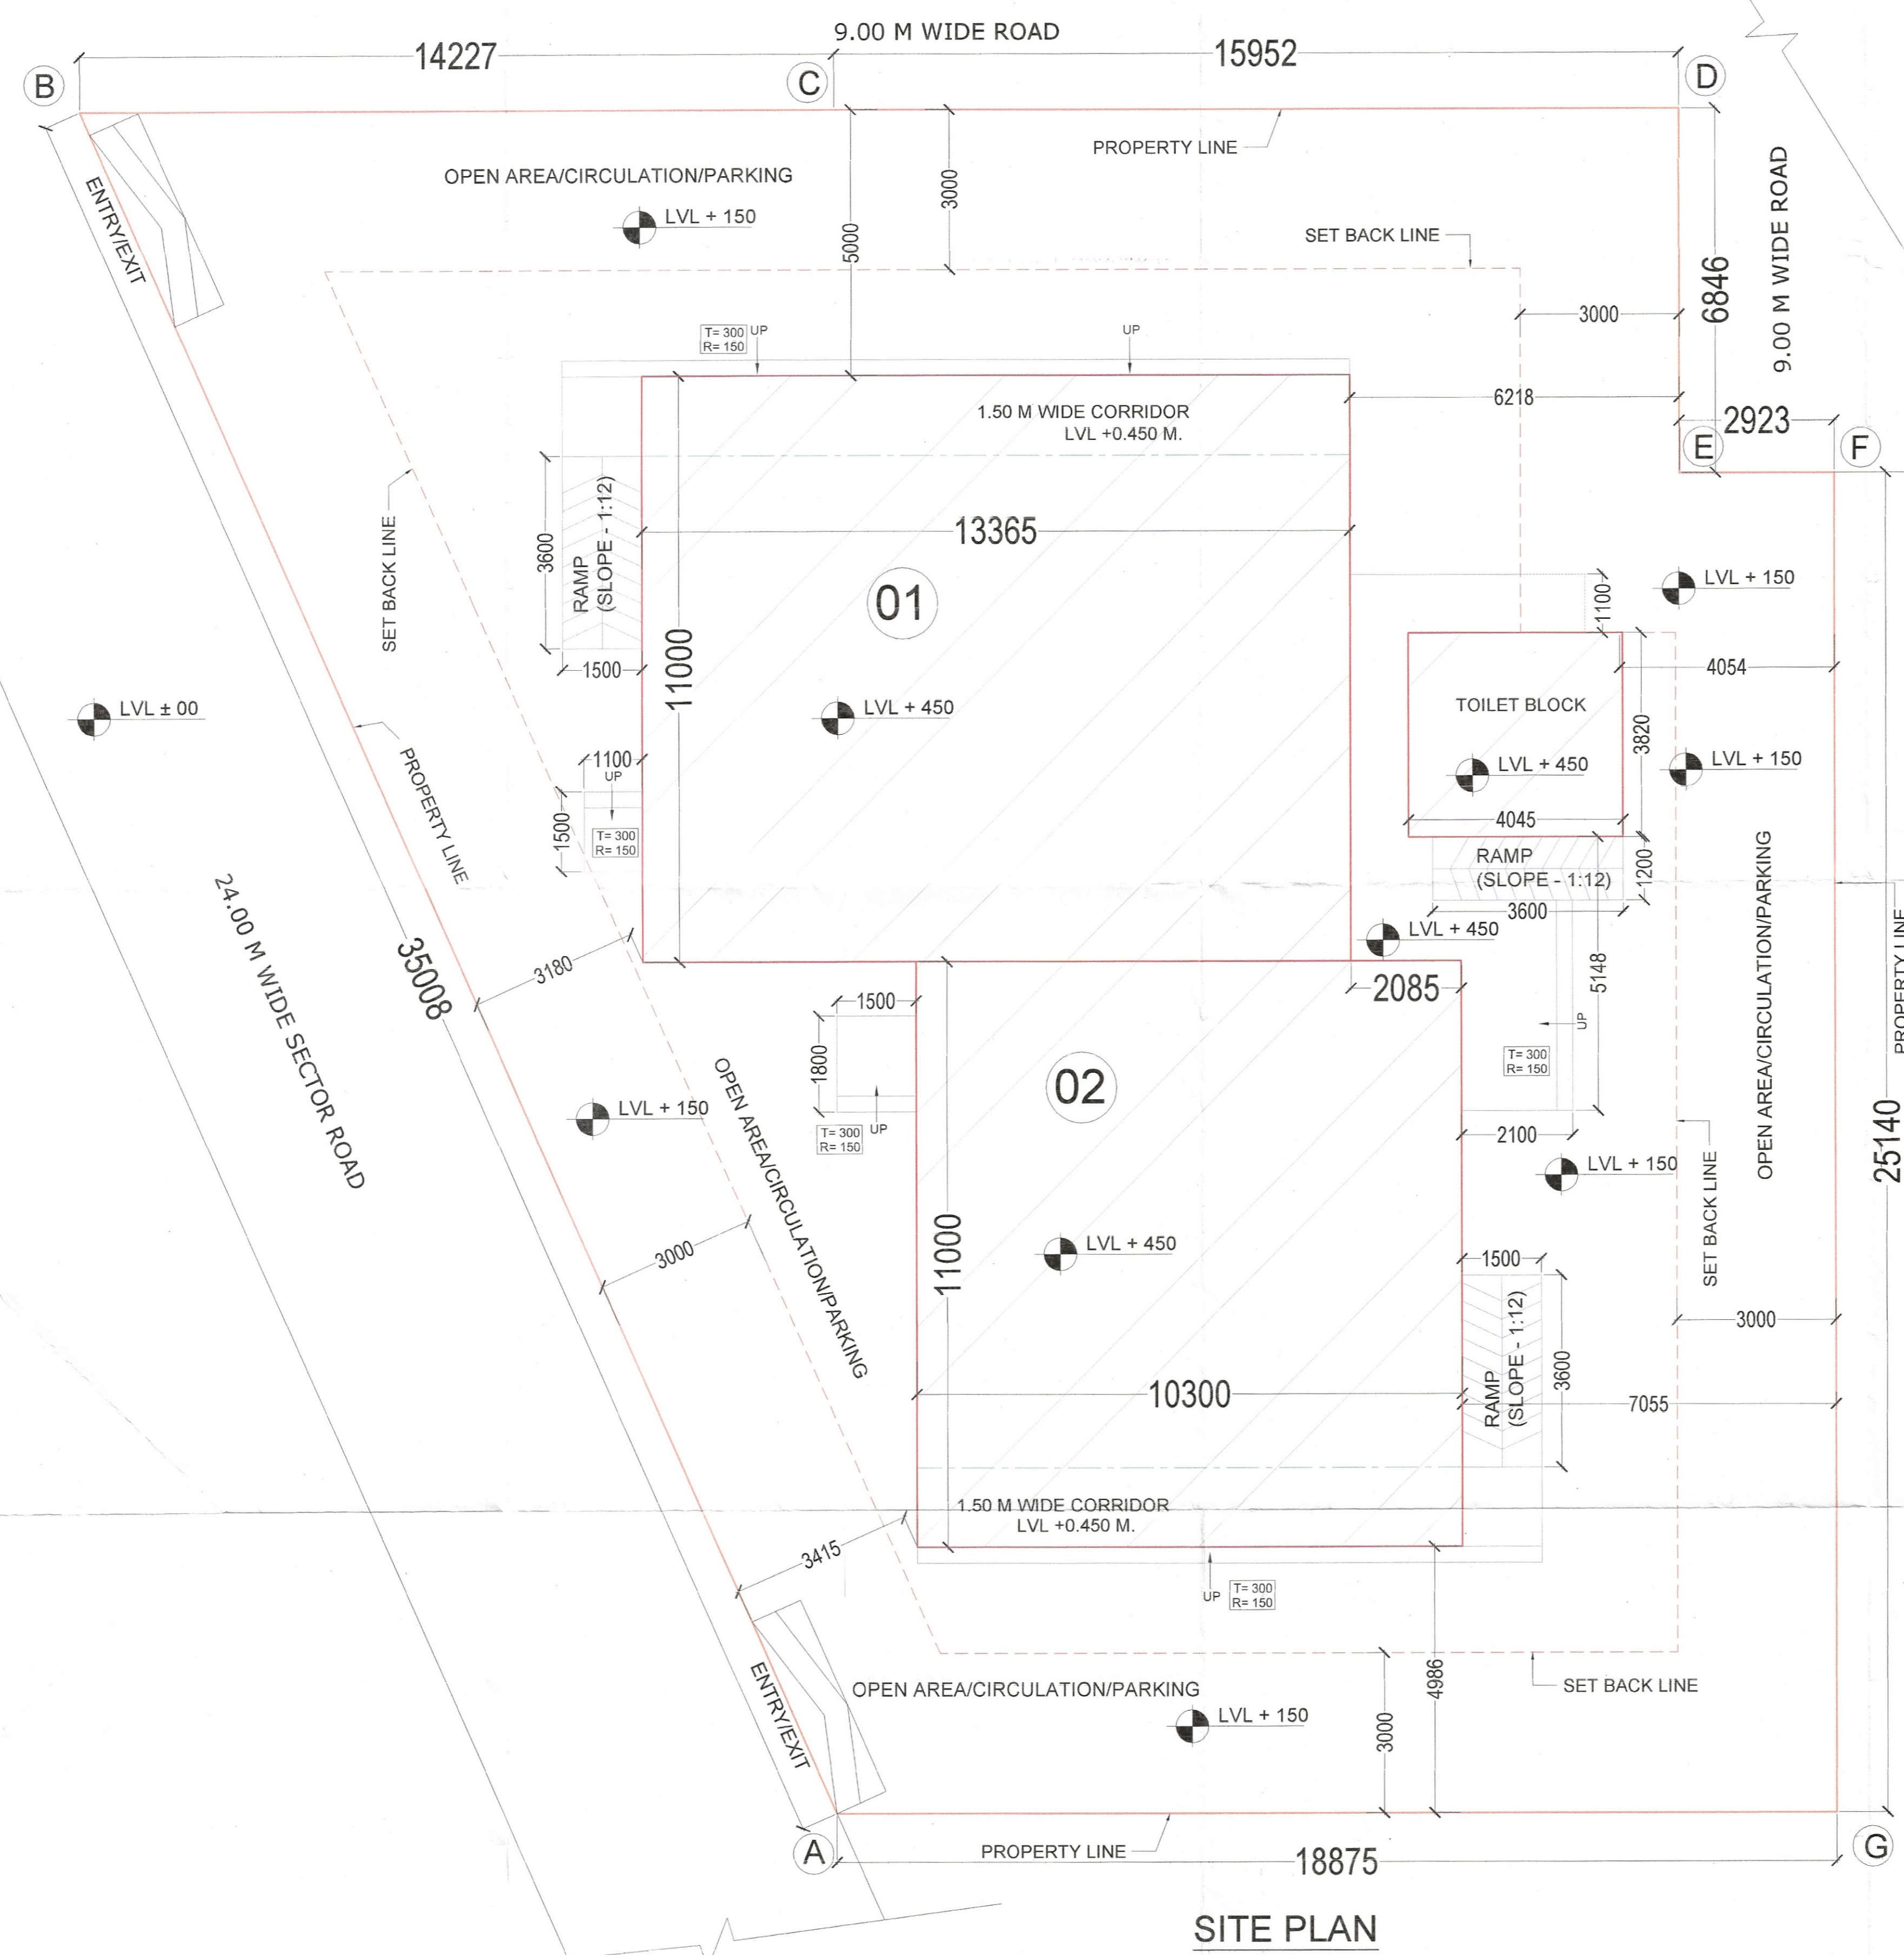 9.00 M WIDE ROAD
14227
15952
B
C
D
PROPERTY LINE
ENTRY/EXIT
OPEN AREA/CIRCULATION/PARKING
3000
LVL + 150
5000
SET BACK LINE
9.00 M WIDE ROAD
6846
3000
T= 300
R= 150
UP
UP
1.50 M WIDE CORRIDOR
LVL +0.450 M.
6218
2923
E
F
3600
RAMP
(SLOPE - 1:12)
SET BACK LINE
13365
01
LVL + 150
1100
1500
11000
4054
LVL ± 00
LVL + 450
TOILET BLOCK
3820
PROPERTY LINE
1100
UP
LVL + 450
LVL + 150
1500
T= 300
R= 150
4045
RAMP
(SLOPE - 1:12)
1200
3600
OPEN AREA/CIRCULATION/PARKING
PROPERTY LINE
24.00 M WIDE SECTOR ROAD
35008
3180
LVL + 450
2085
5148
1500
1800
UP
T= 300
R= 150
02
UP
T= 300
R= 150
LVL + 150
OPEN AREA/CIRCULATION/PARKING
2100
LVL + 150
25140
SET BACK LINE
3000
11000
LVL + 450
1500
3000
RAMP
(SLOPE - 1:12)
3600
10300
7055
1.50 M WIDE CORRIDOR
LVL +0.450 M.
3415
UP
T= 300
R= 150
ENTRY/EXIT
OPEN AREA/CIRCULATION/PARKING
4986
SET BACK LINE
LVL + 150
3000
A
PROPERTY LINE
18875
G
SITE PLAN